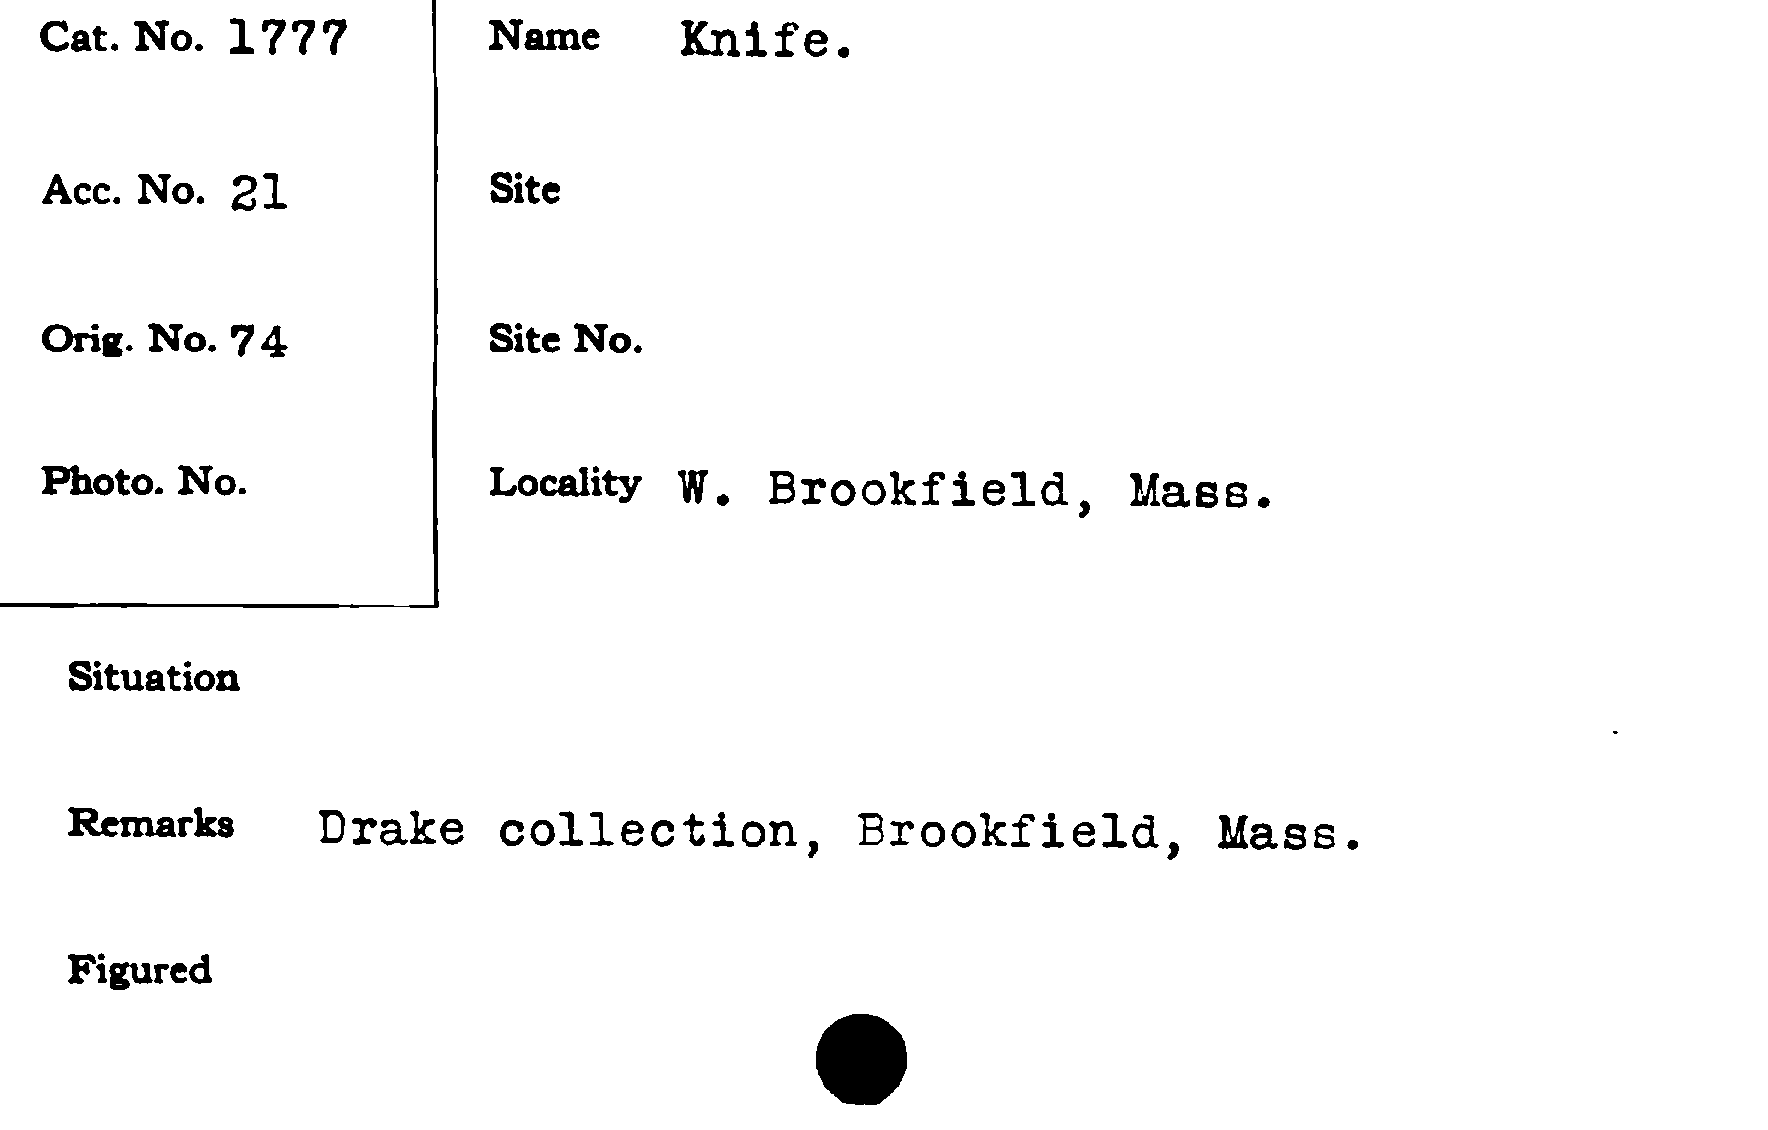 Cat. No. 1777
Acc. No. 21
Orig. No. 74
Photo. No.
Name Knife.
Site
Site No.
Locality W. Brookfield, Mass.
Situation
Remarks Drake collection, Brookfield, Mass.
Figured